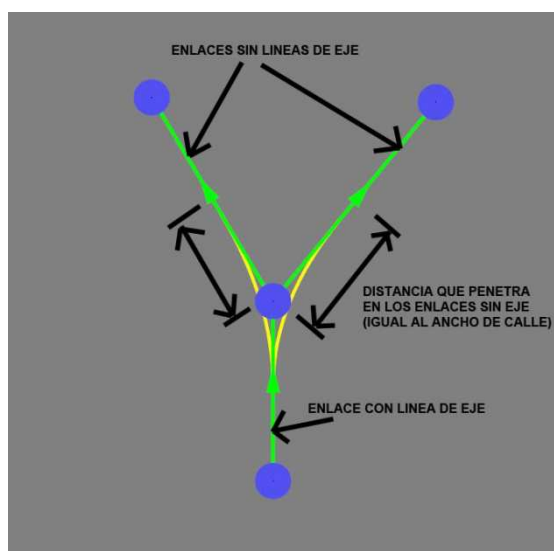 ENLACES SIN LINEAS DE EJE
DISTANCIA QUE PENETRA
EN LOS ENLACES SIN EJE
(IGUAL AL ANCHO DE CALLE)
ENLACE CON LINEA DE EJE